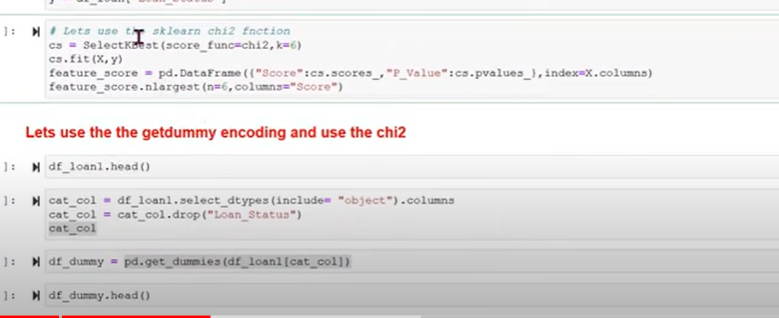 ]:
# Lets use the sklearn chi2 fnction
cs = SelectKBest(score_func=chi2,k=6)
cs.fit(X,y)
feature_score = pd.DataFrame({"Score":cs.scores_,"P_Value":cs.pvalues_},index=X.columns)
feature_score.nlargest(n=6,columns="Score")
Lets use the the getdummy encoding and use the chi2
]: df_loan1.head()
]: cat_col = df_loan1.select_dtypes(include= "object").columns
cat_col = cat_col.drop("Loan_Status")
cat_col
]: df_dummy = pd.get_dummies(df_loan1[cat_col])
]: df_dummy.head()